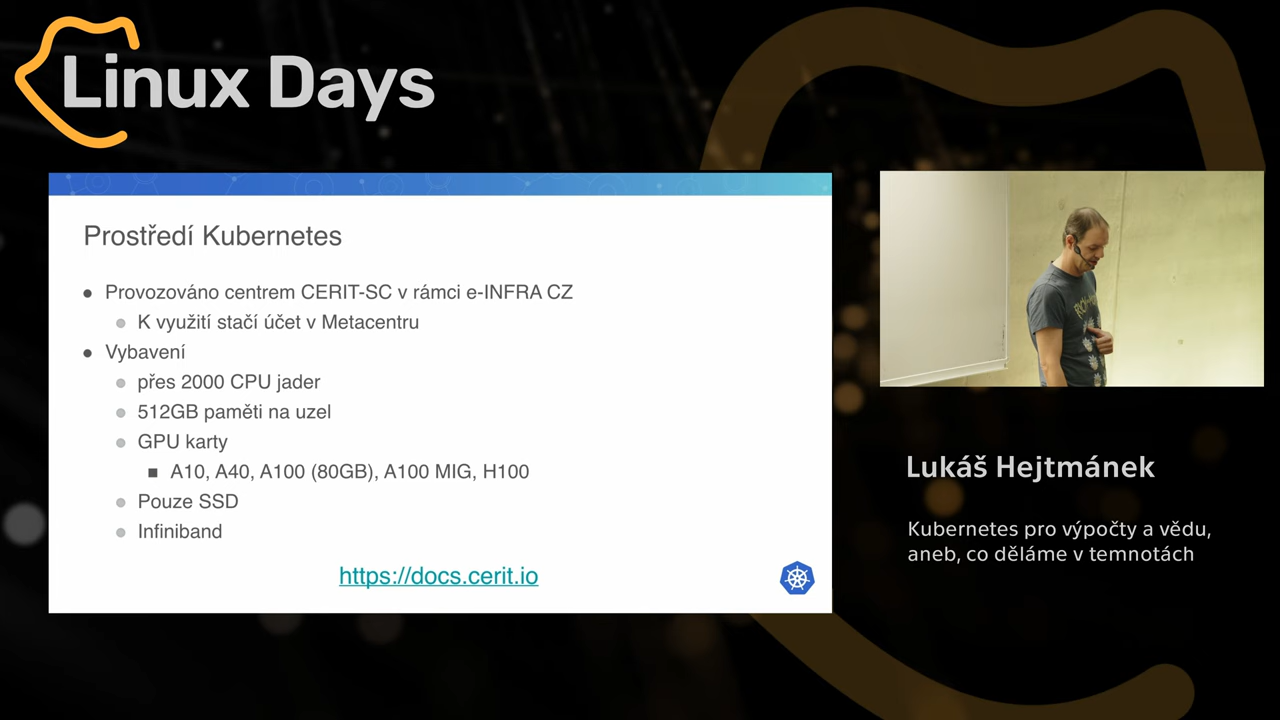 Linux Days
Prostředí Kubernetes
● Provozováno centrem CERIT-SC v rámci e-INFRA CZ
● K využití stačí účet v Metacentru
● Vybavení
● přes 2000 CPU jader
● 512GB paměti na uzel
● GPU karty
■ A10, A40, A100 (80GB), A100 MIG, H100
● Pouze SSD
● Infiniband
https://docs.cerit.io
Lukáš Hejtmánek
Kubernetes pro výpočty a vědu,
aneb, co děláme v temnotách